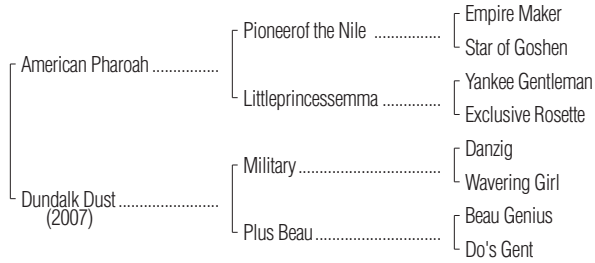 Empire Maker
Pioneerof the Nile ................
Star of Goshen
American Pharoah ................
Yankee Gentleman
Littleprincessemma ..............
Exclusive Rosette
Danzig
Military..................................
Wavering Girl
Dundalk Dust........................
(2007)
Beau Genius
Plus Beau..............................
Do's Gent